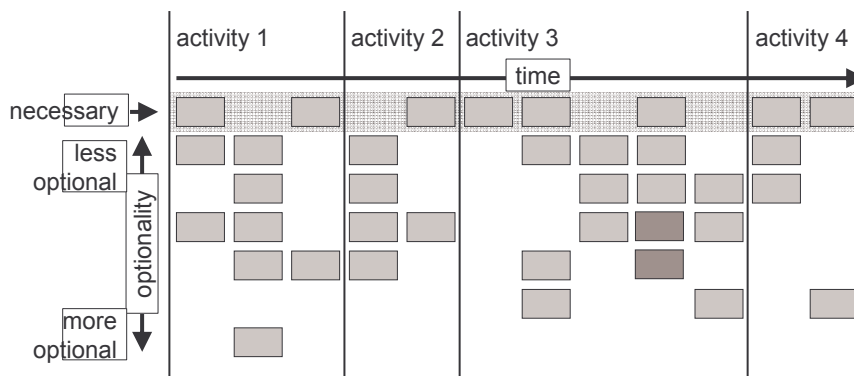 activity 1
activity 2
activity 3
activity 4
time
necessary
less
optional
optionality
more
optional